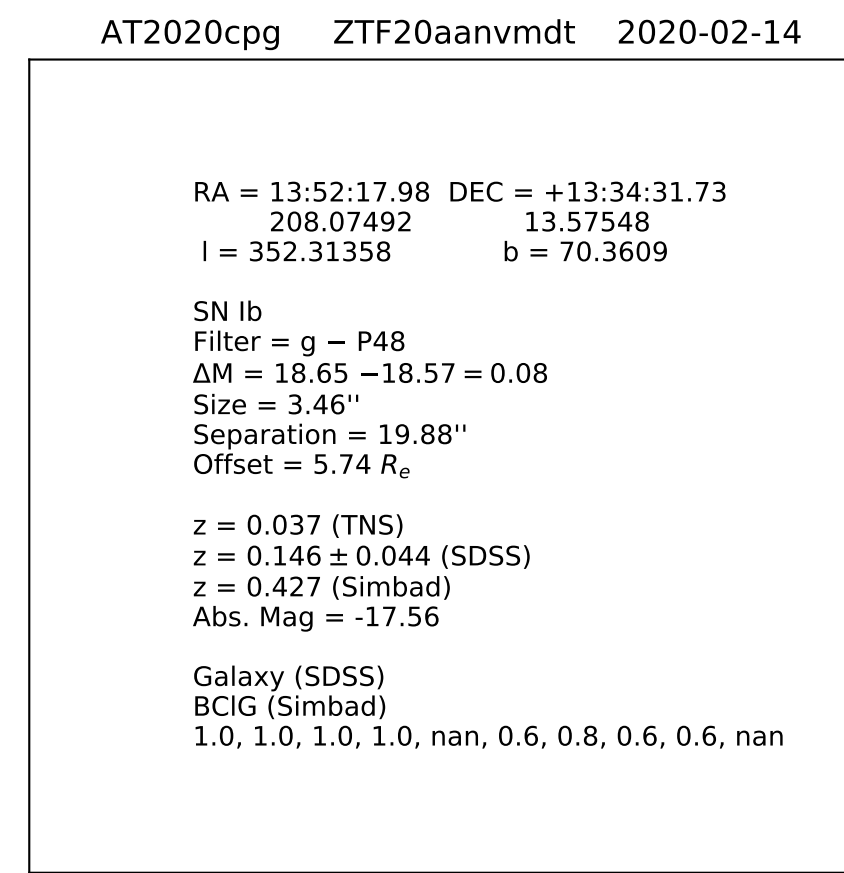 AT2020cpg ZTF20aanvmdt 2020-02-14
RA = 13:52:17.98 DEC = +13:34:31.73
208.07492 13.57548
l = 352.31358 b = 70.3609
SN Ib
Filter = g − P48
ΔM = 18.65 −18.57 = 0.08
Size = 3.46''
Separation = 19.88''
Offset = 5.74 Rₑ
z = 0.037 (TNS)
z = 0.146 ± 0.044 (SDSS)
z = 0.427 (Simbad)
Abs. Mag = -17.56
Galaxy (SDSS)
BClG (Simbad)
1.0, 1.0, 1.0, 1.0, nan, 0.6, 0.8, 0.6, 0.6, nan